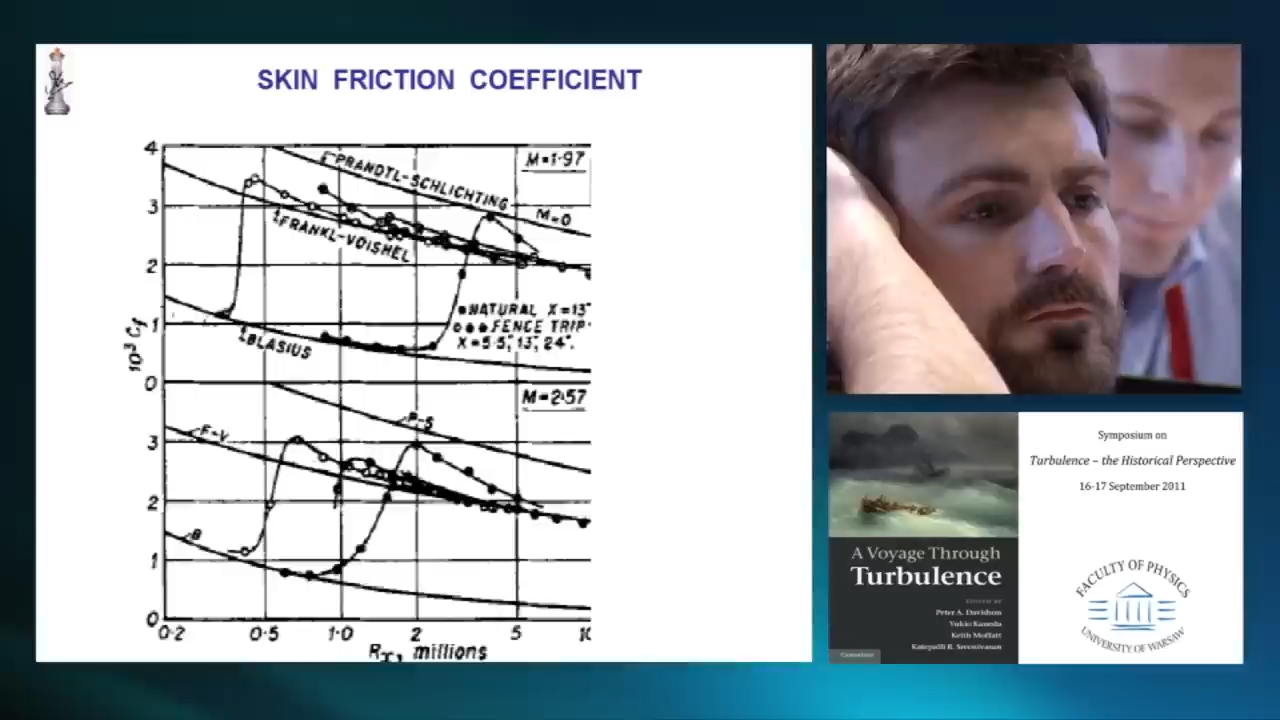 SKIN FRICTION COEFFICIENT
4
PRANDTL-SCHLICHTING
M=1·97
3
M=0
FRANKL-VOISHEL
2
NATURAL X=13"
1
FENCE TRIP
BLASIUS
X=5·5", 13", 24".
10³ Cf
0
M=2·57
P-S
F-V
3
2
B
1
0
0·2 0·5 1·0 2 5 10
Rx, millions
A Voyage Through
Turbulence
EDITED BY
Peter A. Davidson
Yukio Kaneda
Keith Moffatt
Katepalli R. Sreenivasan
Symposium on
Turbulence – the Historical Perspective
16-17 September 2011
FACULTY OF PHYSICS
UNIVERSITY OF WARSAW